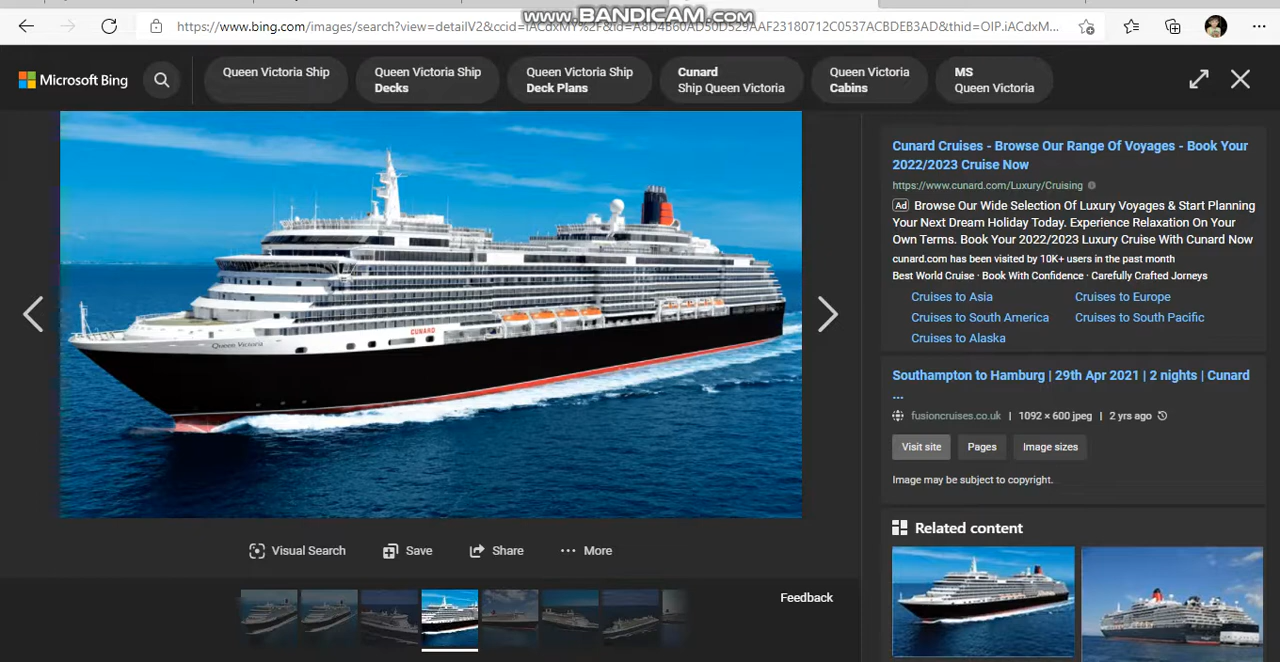 www.BANDICAM.com
https://www.bing.com/images/search?view=detailV2&ccid=iACdxMY%2F&id=A8D4B60AD50D529AAF23180712C0537ACBDEB3AD&thid=OIP.iACdxM...
Microsoft Bing
Queen Victoria Ship
Queen Victoria Ship
Decks
Queen Victoria Ship
Deck Plans
Cunard
Ship Queen Victoria
Queen Victoria
Cabins
MS
Queen Victoria
CUNARD
Queen Victoria
Cunard Cruises - Browse Our Range Of Voyages - Book Your
2022/2023 Cruise Now
https://www.cunard.com/Luxury/Cruising
Ad Browse Our Wide Selection Of Luxury Voyages & Start Planning
Your Next Dream Holiday Today. Experience Relaxation On Your
Own Terms. Book Your 2022/2023 Luxury Cruise With Cunard Now
cunard.com has been visited by 10K+ users in the past month
Best World Cruise · Book With Confidence · Carefully Crafted Jorneys
Cruises to Asia
Cruises to Europe
Cruises to South America
Cruises to South Pacific
Cruises to Alaska
Southampton to Hamburg | 29th Apr 2021 | 2 nights | Cunard
...
fusioncruises.co.uk | 1092 × 600 jpeg | 2 yrs ago
Visit site
Pages
Image sizes
Image may be subject to copyright.
Related content
Visual Search
Save
Share
More
Feedback